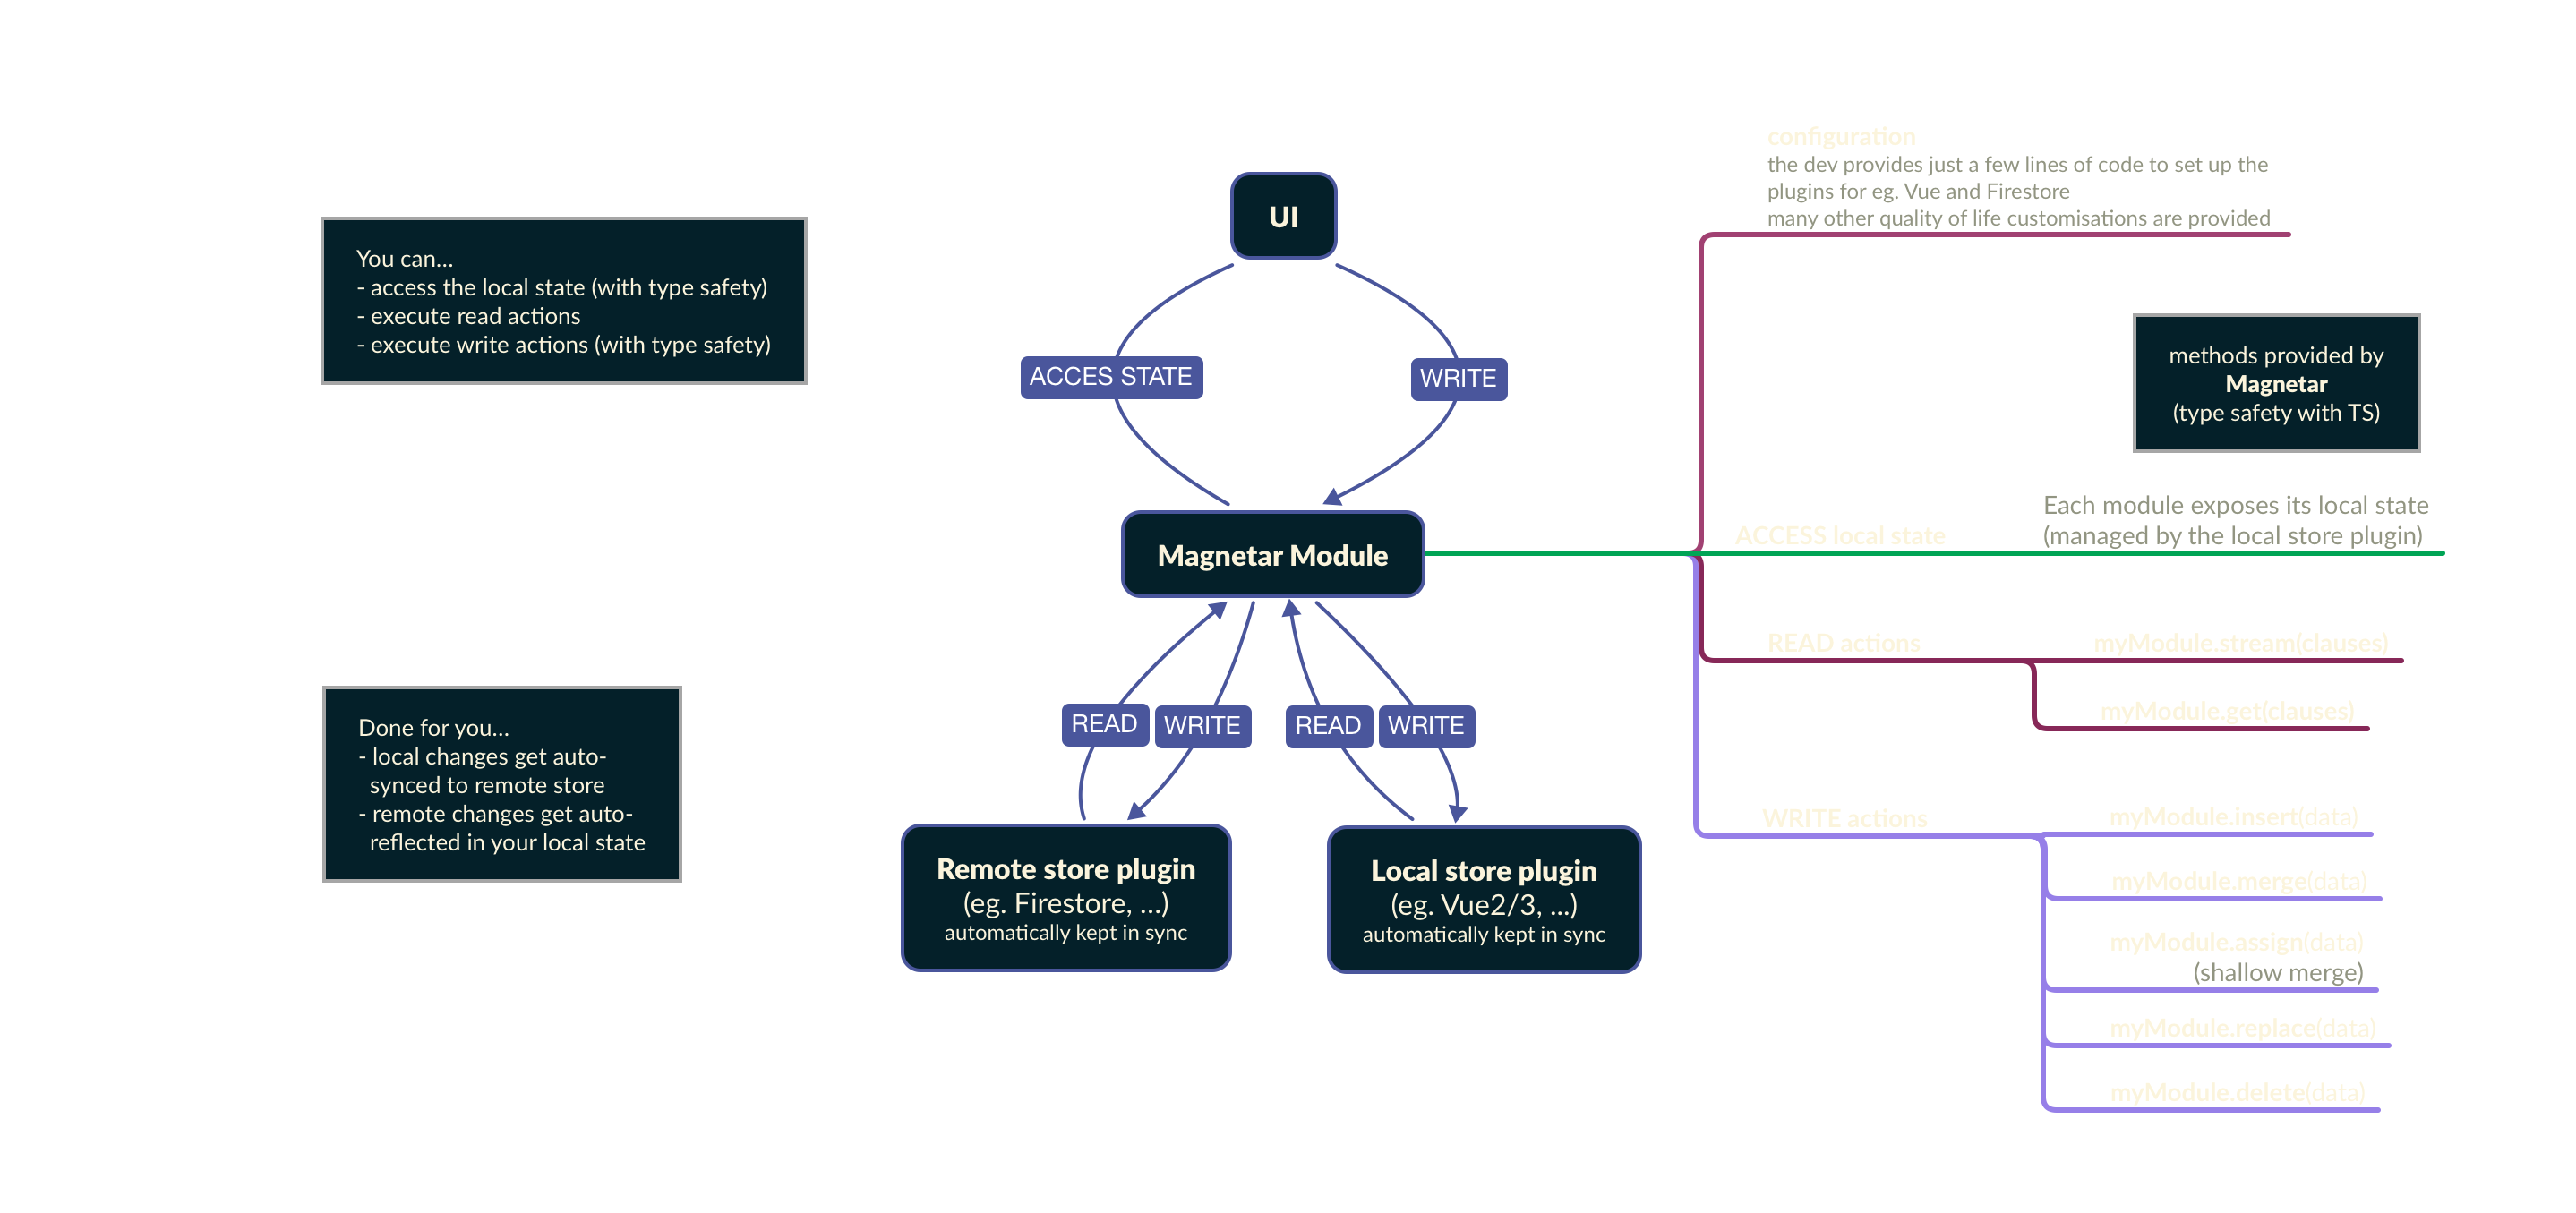 You can...
- access the local state (with type safety)
- execute read actions
- execute write actions (with type safety)
Done for you...
- local changes get auto-
synced to remote store
- remote changes get auto-
reflected in your local state
UI
ACCES STATE
WRITE
Magnetar Module
READ
WRITE
READ
WRITE
Remote store plugin
(eg. Firestore, ...)
automatically kept in sync
Local store plugin
(eg. Vue2/3, ...)
automatically kept in sync
configuration
the dev provides just a few lines of code to set up the
plugins for eg. Vue and Firestore
many other quality of life customisations are provided
methods provided by
Magnetar
(type safety with TS)
ACCESS local state
Each module exposes its local state
(managed by the local store plugin)
READ actions
myModule.stream(clauses)
myModule.get(clauses)
WRITE actions
myModule.insert(data)
myModule.merge(data)
myModule.assign(data)
(shallow merge)
myModule.replace(data)
myModule.delete(data)